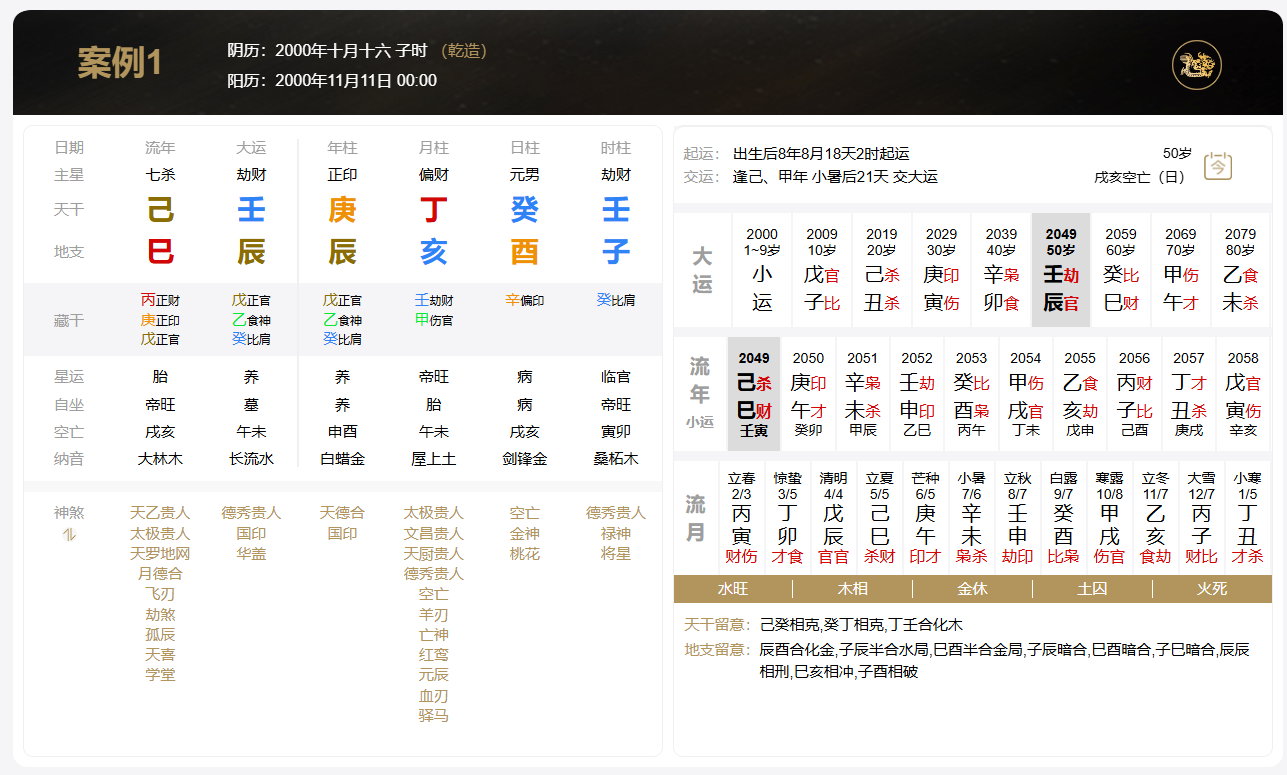 案例1
阴历：2000年十月十六 子时 （乾造）
阳历：2000年11月11日 00:00
日期 流年 大运 年柱 月柱 日柱 时柱
主星 七杀 劫财 正印 偏财 元男 劫财
天干 己 壬 庚 丁 癸 壬
地支 巳 辰 辰 亥 酉 子
藏干
丙正财 戊正官 戊正官 壬劫财 辛偏印 癸比肩
庚正印 乙食神 乙食神 甲伤官
戊正官 癸比肩 癸比肩
星运 胎 养 养 帝旺 病 临官
自坐 帝旺 墓 养 胎 病 帝旺
空亡 戌亥 午未 申酉 午未 戌亥 寅卯
纳音 大林木 长流水 白蜡金 屋上土 剑锋金 桑柘木
神煞 天乙贵人 德秀贵人 天德合 太极贵人 空亡 德秀贵人
太极贵人 国印 国印 文昌贵人 金神 禄神
天罗地网 华盖 天厨贵人 桃花 将星
月德合 德秀贵人
飞刃 空亡
劫煞 羊刃
孤辰 亡神
天喜 红鸾
学堂 元辰
血刃
驿马
起运： 出生后8年8月18天2时起运 50岁
交运： 逢己、甲年 小暑后21天 交大运 戌亥空亡（日） 今
大运
2000 2009 2019 2029 2039 2049 2059 2069 2079
1~9岁 10岁 20岁 30岁 40岁 50岁 60岁 70岁 80岁
小 戊官 己杀 庚印 辛枭 壬劫 癸比 甲伤 乙食
运 子比 丑杀 寅伤 卯食 辰官 巳财 午才 未杀
流年
小运
2049 2050 2051 2052 2053 2054 2055 2056 2057 2058
己杀 庚印 辛枭 壬劫 癸比 甲伤 乙食 丙财 丁才 戊官
巳财 午才 未杀 申印 酉枭 戌官 亥劫 子比 丑杀 寅伤
壬寅 癸卯 甲辰 乙巳 丙午 丁未 戊申 己酉 庚戌 辛亥
流月
立春 惊蛰 清明 立夏 芒种 小暑 立秋 白露 寒露 立冬 大雪 小寒
2/3 3/5 4/4 5/5 6/5 7/6 8/7 9/7 10/8 11/7 12/7 1/5
丙 丁 戊 己 庚 辛 壬 癸 甲 乙 丙 丁
寅 卯 辰 巳 午 未 申 酉 戌 亥 子 丑
财伤 才食 官官 杀财 印才 枭杀 劫印 比枭 伤官 食劫 财比 才杀
水旺 木相 金休 土囚 火死
天干留意： 己癸相克,癸丁相克,丁壬合化木
地支留意： 辰酉合化金,子辰半合水局,巳酉半合金局,子辰暗合,巳酉暗合,子巳暗合,辰辰
相刑,巳亥相冲,子酉相破